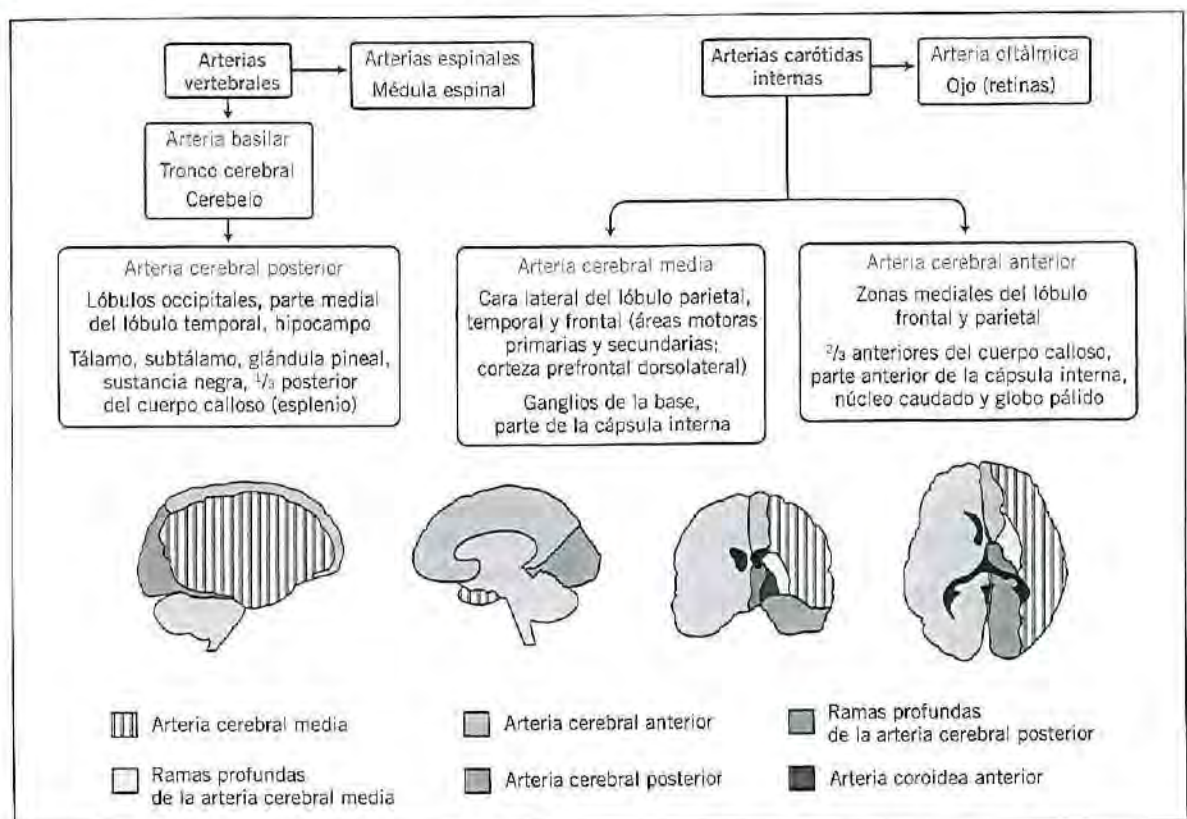 Arterias
vertebrales
Arterias espinales
Médula espinal
Arteria basilar
Tronco cerebral
Cerebelo
Arteria cerebral posterior
Lóbulos occipitales, parte medial
del lóbulo temporal, hipocampo
Tálamo, subtálamo, glándula pineal,
sustancia negra, 1/3 posterior
del cuerpo calloso (esplenio)
Arterias carótidas
internas
Arteria oftálmica
Ojo (retinas)
Arteria cerebral media
Cara lateral del lóbulo parietal,
temporal y frontal (áreas motoras
primarias y secundarias;
corteza prefrontal dorsolateral)
Ganglios de la base,
parte de la cápsula interna
Arteria cerebral anterior
Zonas mediales del lóbulo
frontal y parietal
2/3 anteriores del cuerpo calloso,
parte anterior de la cápsula interna,
núcleo caudado y globo pálido
Arteria cerebral media
Ramas profundas
de la arteria cerebral media
Arteria cerebral anterior
Arteria cerebral posterior
Ramas profundas
de la arteria cerebral posterior
Arteria coroidea anterior